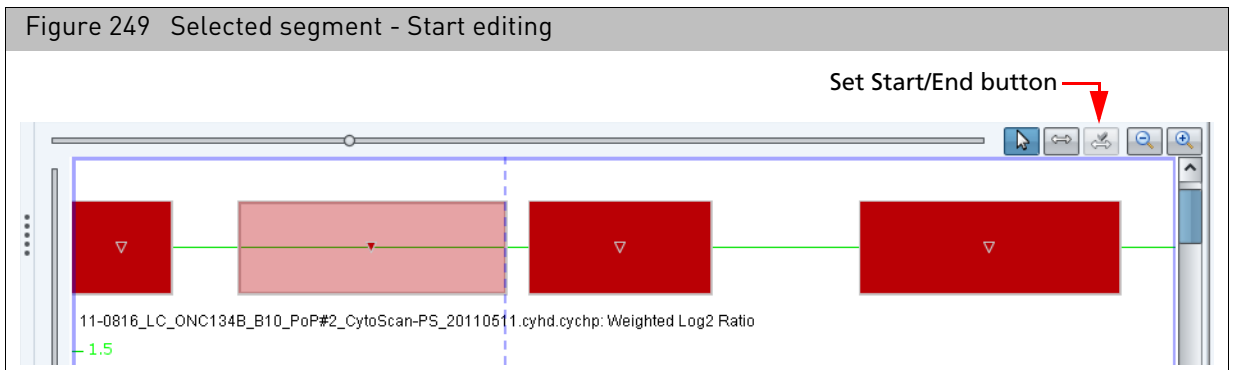 Figure 249 Selected segment - Start editing
Set Start/End button
11-0816_LC_ONC134B_B10_PoP#2_CytoScan-PS_20110511.cyhd.cychp: Weighted Log2 Ratio
1.5